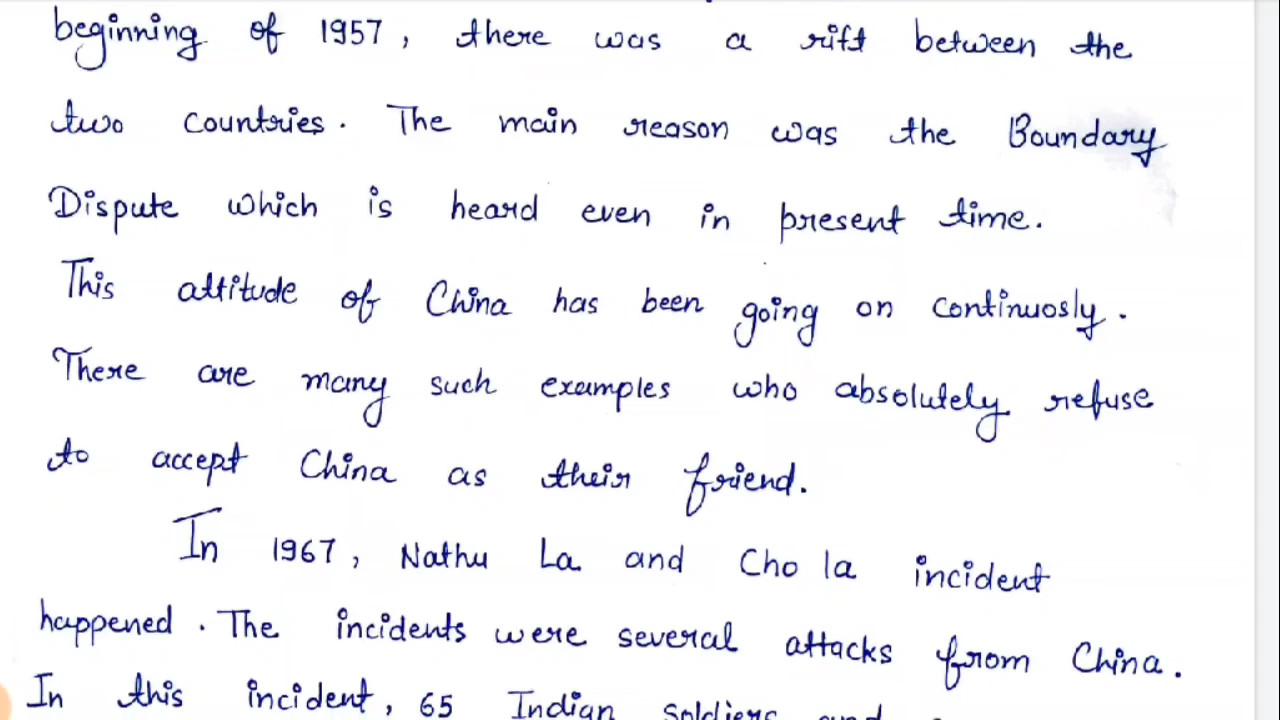 beginning of 1957, there was a rift between the
two countries. The main reason was the Boundary
Dispute which is heard even in present time.
This attitude of China has been going on continuosly.
There are many such examples who absolutely refuse
to accept China as their friend.
In 1967, Nathu La and Cho la incident
happened. The incidents were several attacks from China.
In this incident, 65 Indian soldiers and